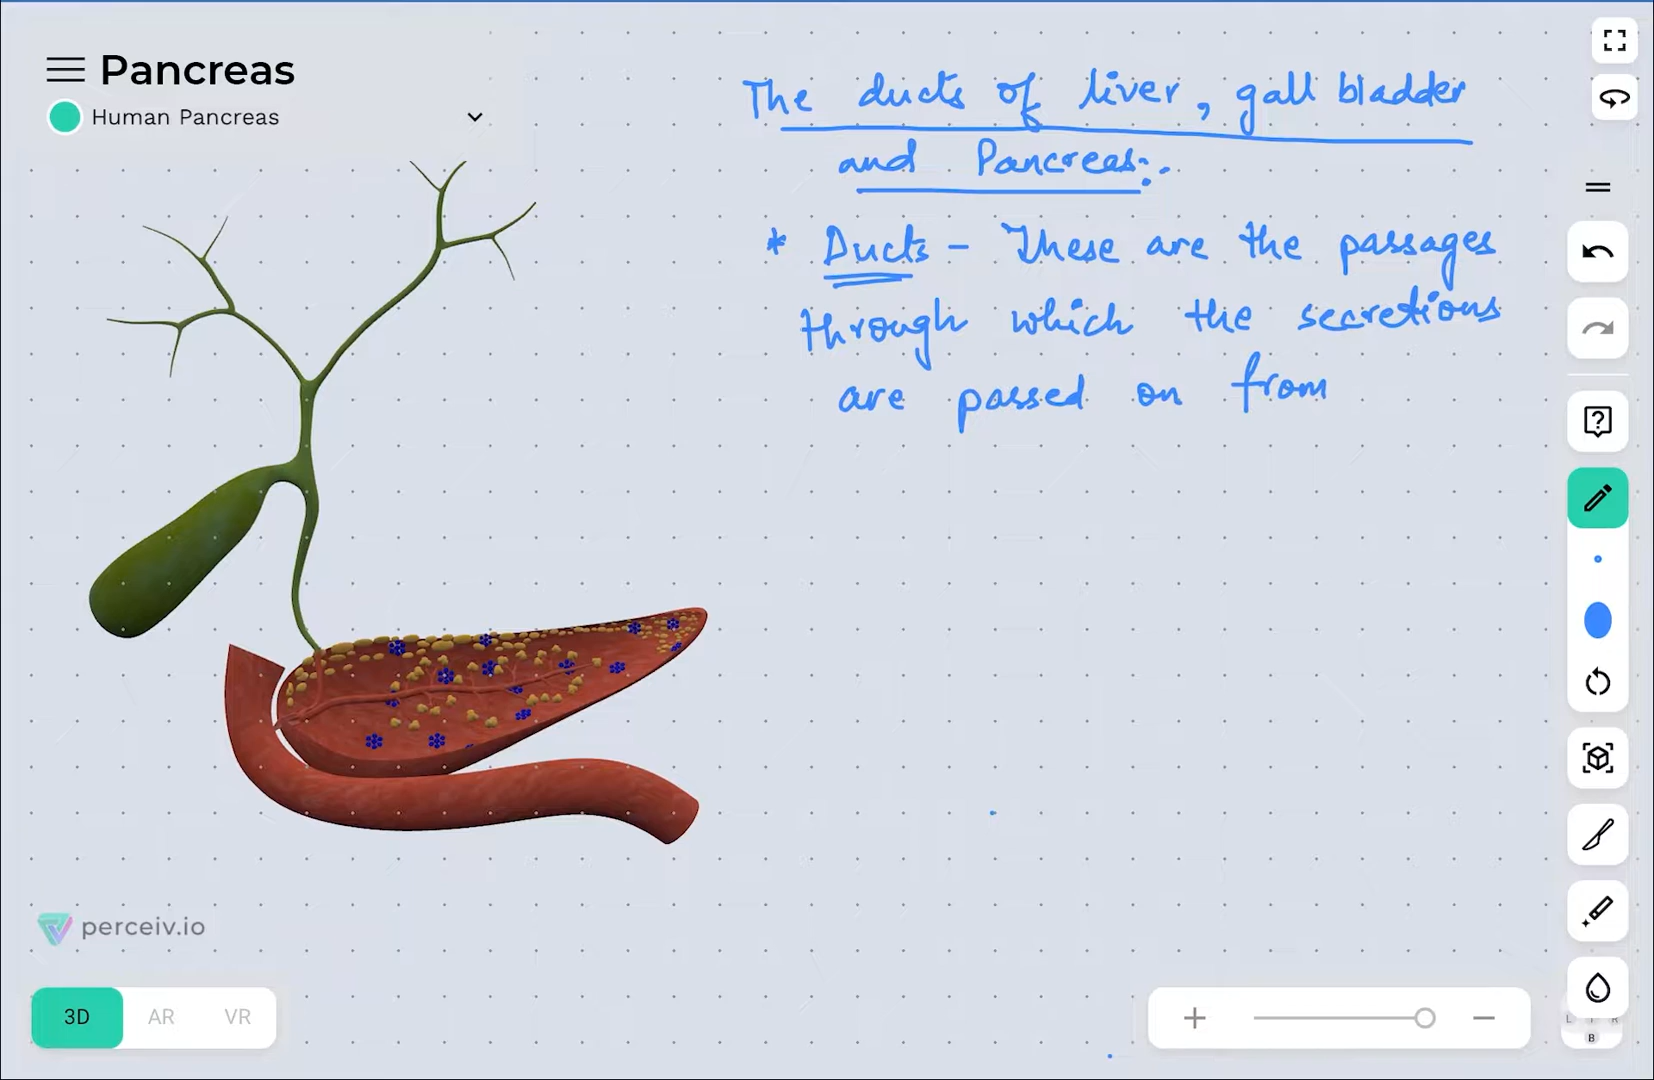 Pancreas
Human Pancreas
The ducts of liver, gall bladder
and Pancreas:.
* Ducts - These are the passages
through which the secretions
are passed on from
perceiv.io
3D AR VR
B